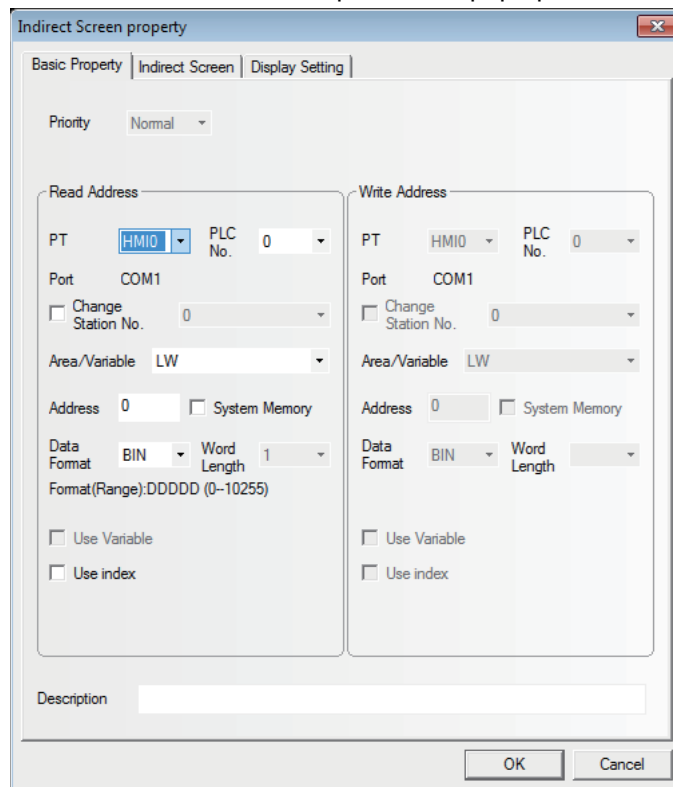 Indirect Screen property
Basic Property Indirect Screen Display Setting
Priority Normal
Read Address
PT HMI0 PLC No. 0
Port COM1
Change Station No. 0
Area/Variable LW
Address 0 System Memory
Data Format BIN Word Length 1
Format(Range):DDDDD (0--10255)
Use Variable
Use index
Write Address
PT HMI0 PLC No. 0
Port COM1
Change Station No. 0
Area/Variable LW
Address 0 System Memory
Data Format BIN Word Length
Use Variable
Use index
Description
OK Cancel